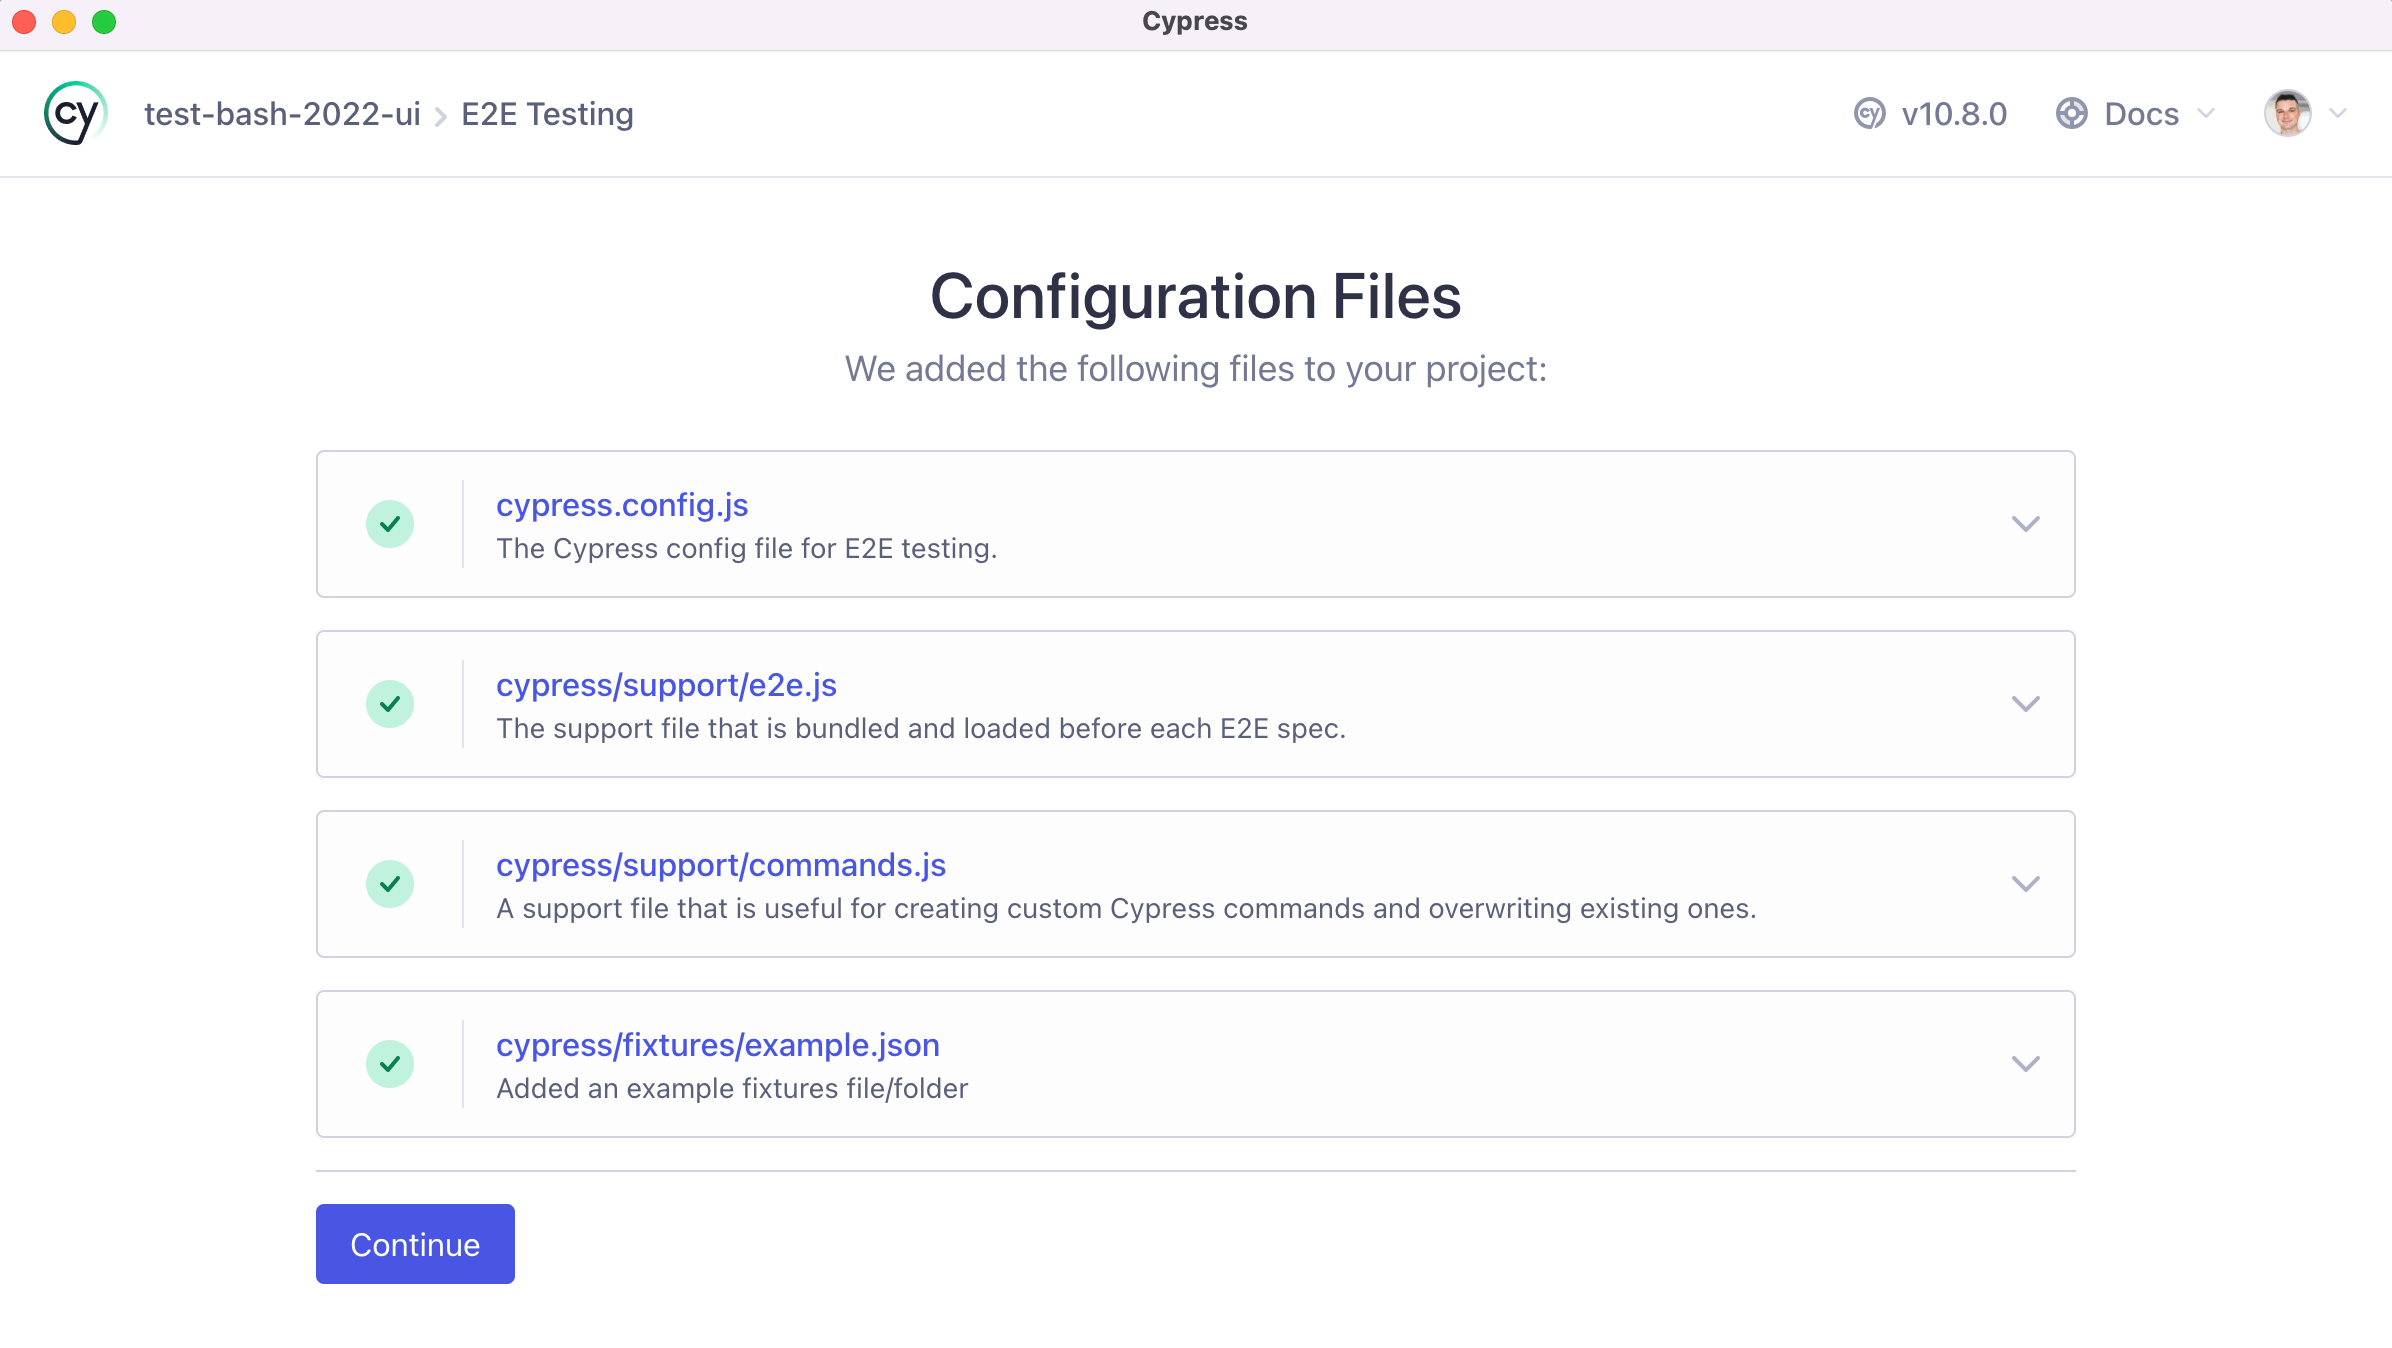 Cypress
cy test-bash-2022-ui E2E Testing cy v10.8.0 Docs
Configuration Files
We added the following files to your project:
cypress.config.js
The Cypress config file for E2E testing.
cypress/support/e2e.js
The support file that is bundled and loaded before each E2E spec.
cypress/support/commands.js
A support file that is useful for creating custom Cypress commands and overwriting existing ones.
cypress/fixtures/example.json
Added an example fixtures file/folder
Continue